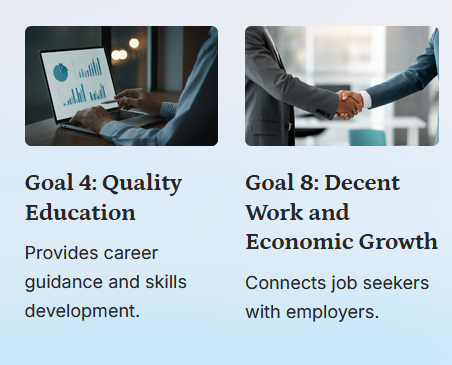 Goal 4: Quality
Education
Provides career
guidance and skills
development.
Goal 8: Decent
Work and
Economic Growth
Connects job seekers
with employers.